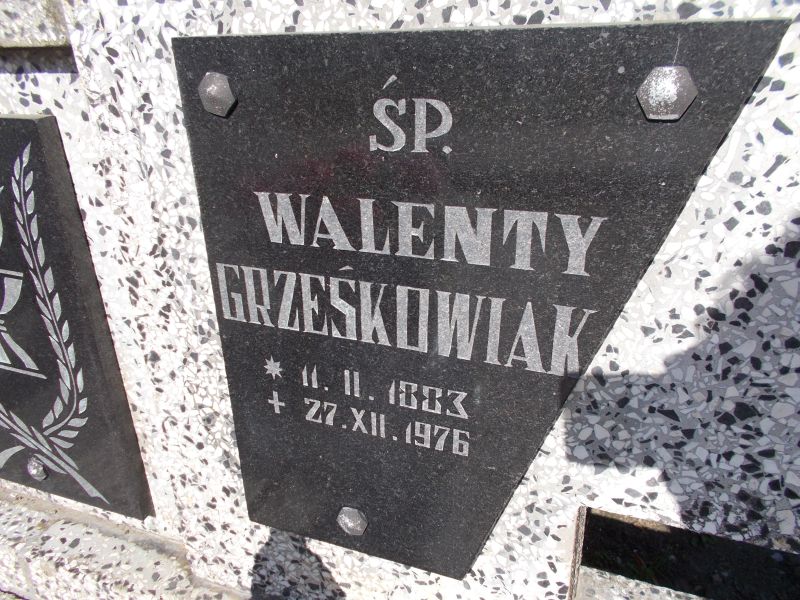 ŚP.
WALENTY
GRZEŚKOWIAK
* 11. II. 1883
+ 27. XII. 1976